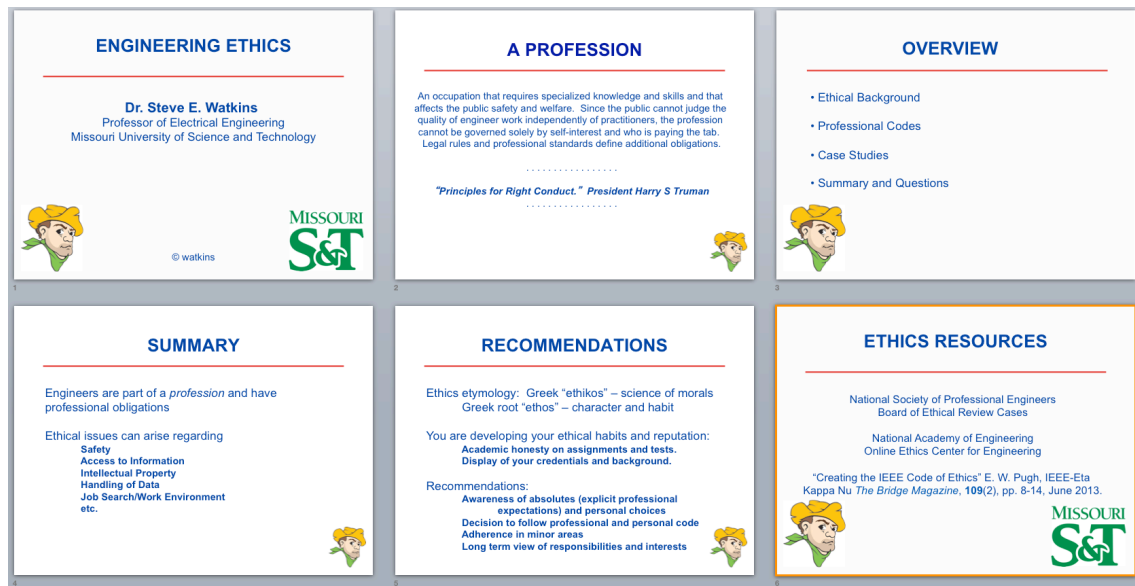 ENGINEERING ETHICS
Dr. Steve E. Watkins
Professor of Electrical Engineering
Missouri University of Science and Technology
© watkins
MISSOURI
S&T
1
A PROFESSION
An occupation that requires specialized knowledge and skills and that
affects the public safety and welfare. Since the public cannot judge the
quality of engineer work independently of practitioners, the profession
cannot be governed solely by self-interest and who is paying the tab.
Legal rules and professional standards define additional obligations.
. . . . . . . . . . . . . . . . .
“Principles for Right Conduct.” President Harry S Truman
. . . . . . . . . . . . . . . . .
2
OVERVIEW
• Ethical Background
• Professional Codes
• Case Studies
• Summary and Questions
3
SUMMARY
Engineers are part of a profession and have
professional obligations
Ethical issues can arise regarding
Safety
Access to Information
Intellectual Property
Handling of Data
Job Search/Work Environment
etc.
4
RECOMMENDATIONS
Ethics etymology: Greek “ethikos” – science of morals
Greek root “ethos” – character and habit
You are developing your ethical habits and reputation:
Academic honesty on assignments and tests.
Display of your credentials and background.
Recommendations:
Awareness of absolutes (explicit professional
expectations) and personal choices
Decision to follow professional and personal code
Adherence in minor areas
Long term view of responsibilities and interests
5
ETHICS RESOURCES
National Society of Professional Engineers
Board of Ethical Review Cases
National Academy of Engineering
Online Ethics Center for Engineering
“Creating the IEEE Code of Ethics” E. W. Pugh, IEEE-Eta
Kappa Nu The Bridge Magazine, 109(2), pp. 8-14, June 2013.
MISSOURI
S&T
6